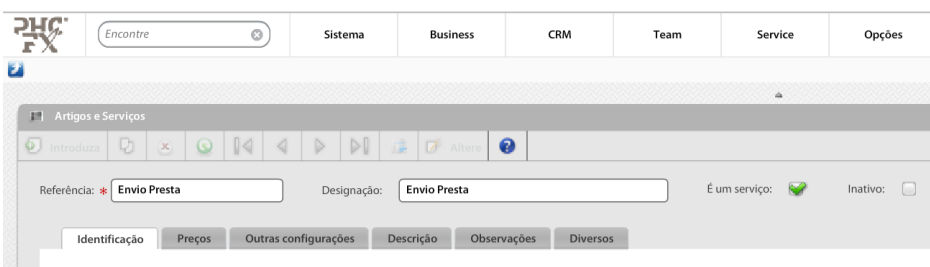 PHC FX
Encontre Sistema Business CRM Team Service Opções
Artigos e Serviços
Introduza Altere ?
Referência: * Envio Presta Designação: Envio Presta É um serviço: Inativo:
Identificação Preços Outras configurações Descrição Observações Diversos